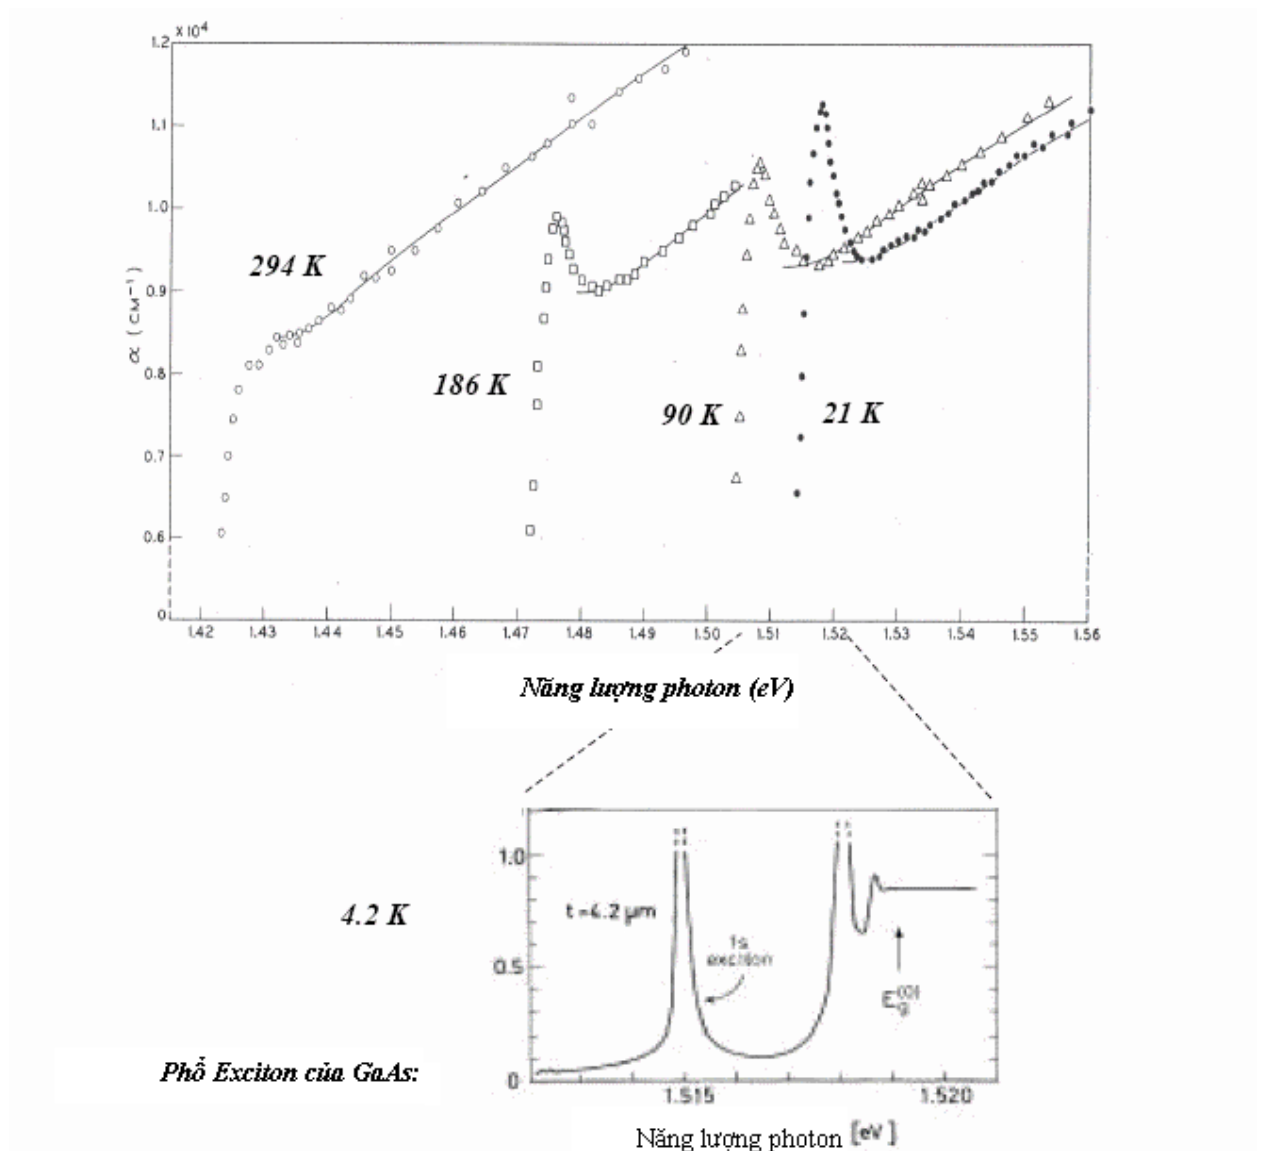 1.2 ×10⁴
1.1
1.0
0.9
0.8
0.7
0.6
0
α (CM⁻¹)
294 K
186 K
90 K
21 K
1.42 1.43 1.44 1.45 1.46 1.47 1.48 1.49 1.50 1.51 1.52 1.53 1.54 1.55 1.56
Năng lượng photon (eV)
1.0
0.5
0
4.2 K
t=4.2 μm
1s
exciton
E_g^(0)
Phổ Exciton của GaAs:
1.515 1.520
Năng lượng photon [eV]